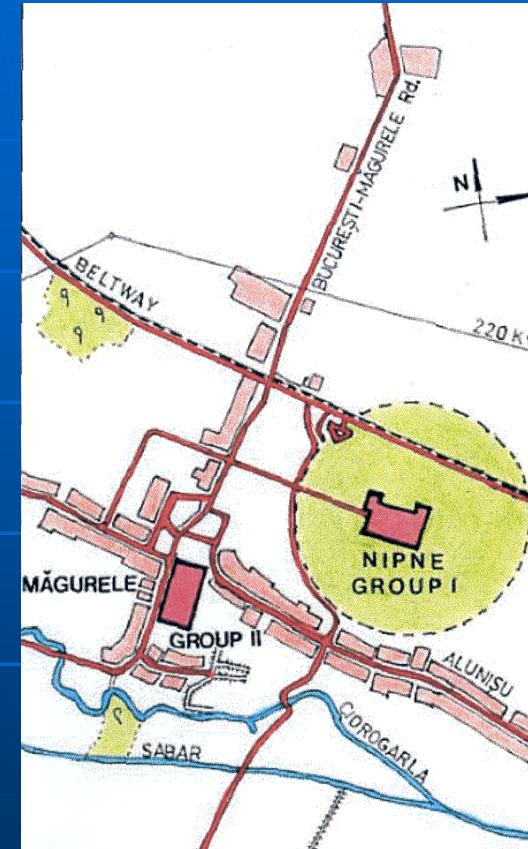 BUCUREȘTI-MĂGURELE Rd.
N
BELTWAY
220 K
NIPNE
GROUP I
MĂGURELE
GROUP II
ALUNIȘU
CIOROGARLA
SABAR